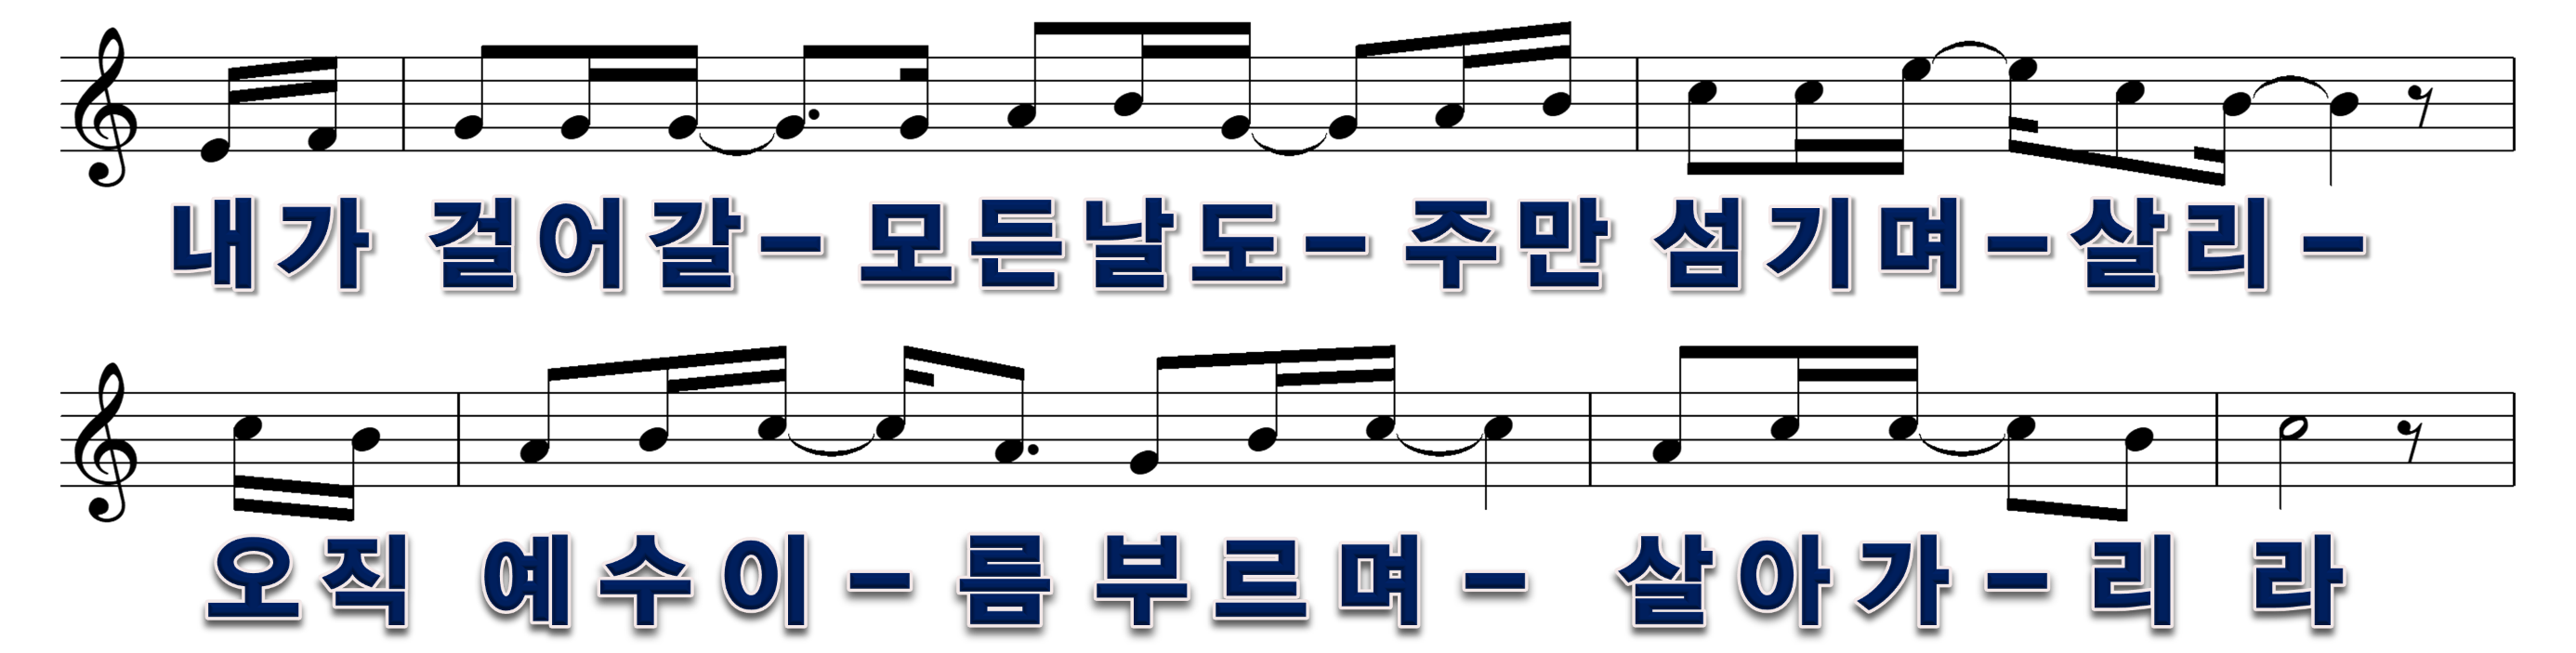 내가 걸어갈- 모든날도- 주만 섬기며-살리-
오직 예수이-름 부르며- 살아가-리 라